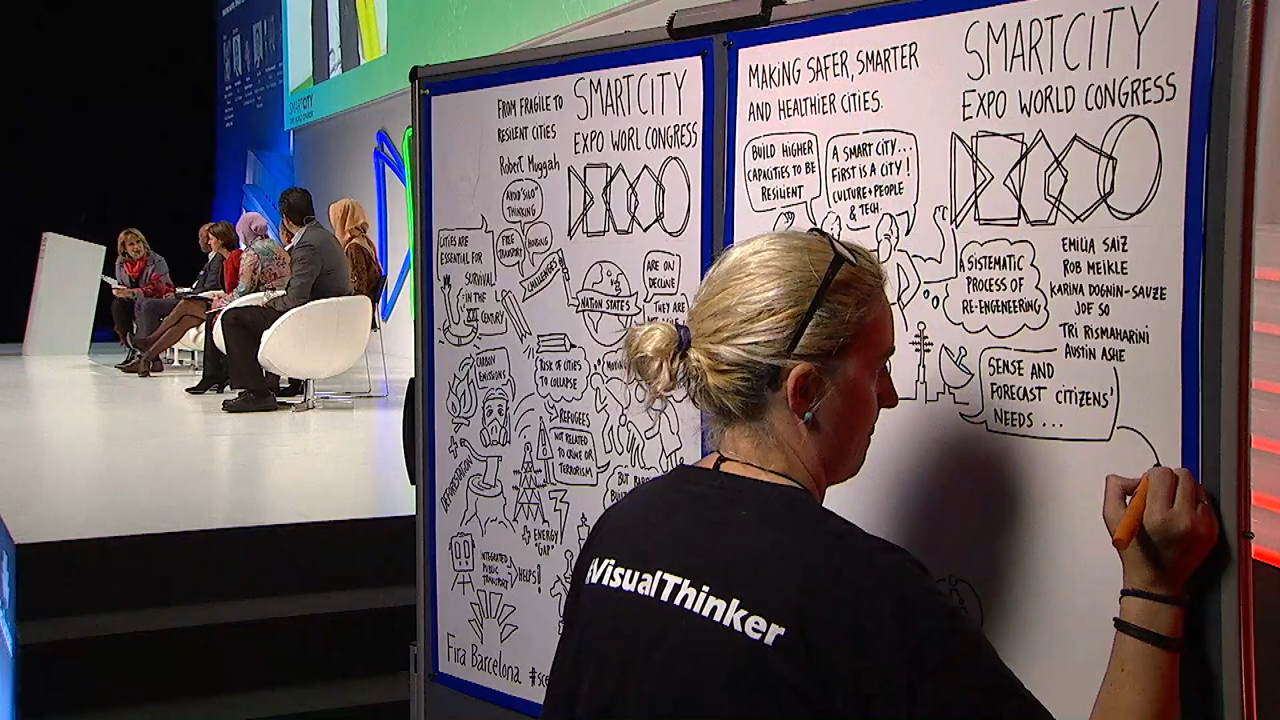 SMARTCITY
FROM FRAGILE TO
RESILENT CITIES
Robert Muggah
SMARTCITY
EXPO WORL CONGRESS
AVOID "SILO"
THINKING
FREE
TRANSPORT
HOUSING
CHALLENGES
CITIES ARE
ESSENTIAL FOR
SURVIVAL
IN THE
CENTURY
NATION STATES
ARE ON
DECLINE
THEY ARE
CARBON
EMISSIONS
RISK OF CITIES
TO COLLAPSE
REFUGEES
NOT RELATED
TO CRIME OR
TERRORISM
DEFORESTATION
BUT
ENERGY
"GAP"
INTEGRATED
PUBLIC
TRANSPORT
HELPS!
Fira Barcelona
MAKING SAFER, SMARTER
AND HEALTHIER CITIES.
SMARTCITY
EXPO WORLD CONGRESS
BUILD HIGHER
CAPACITIES TO BE
RESILIENT
A SMART CITY...
FIRST IS A CITY!
CULTURE + PEOPLE
& TECH.
A SISTEMATIC
PROCESS OF
RE-ENGEENERING
EMILIA SAIZ
ROB MEIKLE
KARINA DOGNIN-SAUZE
JOE SO
TRI RISMAHARINI
AUSTIN ASHE
SENSE AND
FORECAST CITIZENS'
NEEDS ...
#VisualThinker